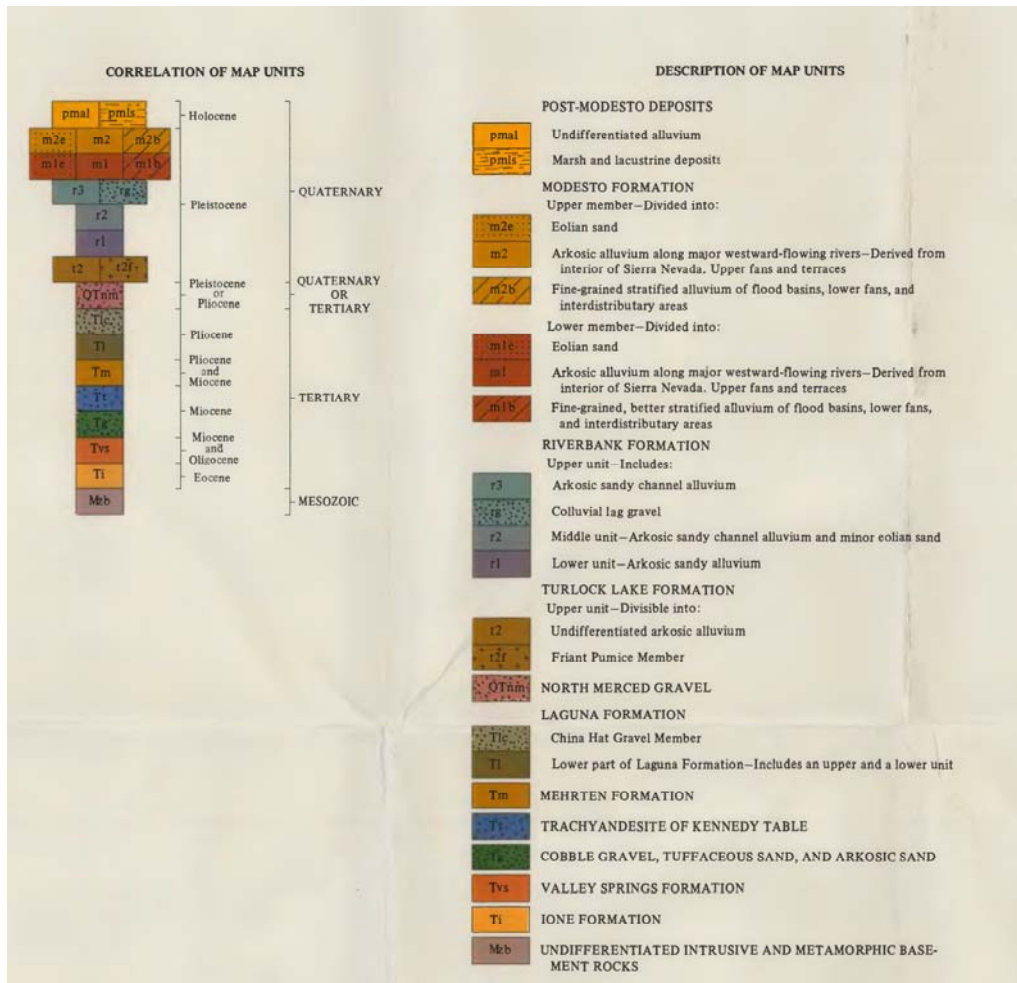 CORRELATION OF MAP UNITS
pmal
pmls
Holocene
m2e
m2
m2b
m1e
m1
m1b
r3
rg
QUATERNARY
Pleistocene
r2
r1
t2
t2f
Pleistocene
or
Pliocene
QUATERNARY
OR
TERTIARY
QTnm
Tlc
Pliocene
Tl
Pliocene
and
Miocene
Tm
Tt
TERTIARY
Miocene
Tg
Miocene
and
Oligocene
Tvs
Ti
Eocene
Mzb
MESOZOIC
DESCRIPTION OF MAP UNITS
POST-MODESTO DEPOSITS
pmal Undifferentiated alluvium
pmls Marsh and lacustrine deposits
MODESTO FORMATION
Upper member—Divided into:
m2e Eolian sand
m2 Arkosic alluvium along major westward-flowing rivers—Derived from
interior of Sierra Nevada. Upper fans and terraces
m2b Fine-grained stratified alluvium of flood basins, lower fans, and
interdistributary areas
Lower member—Divided into:
m1e Eolian sand
m1 Arkosic alluvium along major westward-flowing rivers—Derived from
interior of Sierra Nevada. Upper fans and terraces
m1b Fine-grained, better stratified alluvium of flood basins, lower fans,
and interdistributary areas
RIVERBANK FORMATION
Upper unit—Includes:
r3 Arkosic sandy channel alluvium
rg Colluvial lag gravel
r2 Middle unit—Arkosic sandy channel alluvium and minor eolian sand
r1 Lower unit—Arkosic sandy alluvium
TURLOCK LAKE FORMATION
Upper unit—Divisible into:
t2 Undifferentiated arkosic alluvium
t2f Friant Pumice Member
QTnm NORTH MERCED GRAVEL
LAGUNA FORMATION
Tlc China Hat Gravel Member
Tl Lower part of Laguna Formation—Includes an upper and a lower unit
Tm MEHRTEN FORMATION
Tt TRACHYANDESITE OF KENNEDY TABLE
Tg COBBLE GRAVEL, TUFFACEOUS SAND, AND ARKOSIC SAND
Tvs VALLEY SPRINGS FORMATION
Ti IONE FORMATION
Mzb UNDIFFERENTIATED INTRUSIVE AND METAMORPHIC BASE-
MENT ROCKS